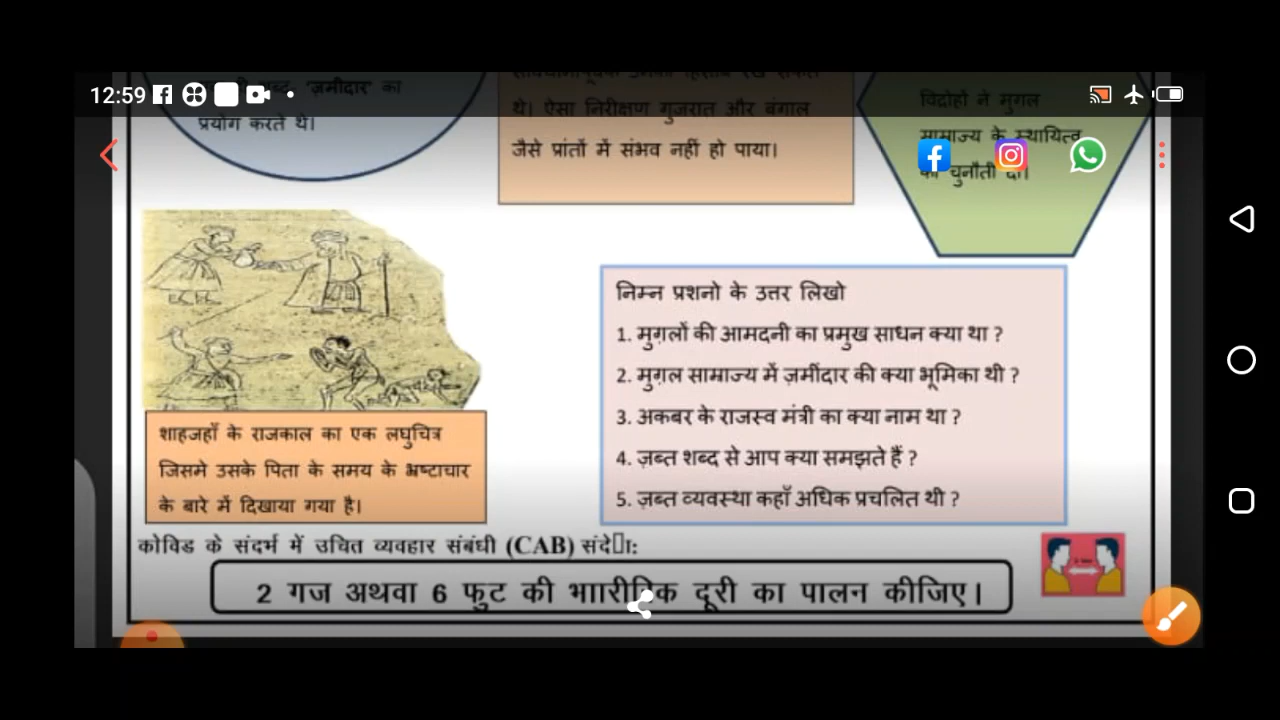 12:59
शब्द 'ज़मीदार' का
प्रयोग करते थे।
थे। ऐसा निरीक्षण गुजरात और बंगाल
जैसे प्रांतों में संभव नहीं हो पाया।
विद्रोहों ने मुगल
साम्राज्य के स्थायित्व
चुनौती दी।
निम्न प्रशनो के उत्तर लिखो
1. मुग़लों की आमदनी का प्रमुख साधन क्या था ?
2. मुग़ल साम्राज्य में ज़मींदार की क्या भूमिका थी ?
3. अकबर के राजस्व मंत्री का क्या नाम था ?
4. ज़ब्त शब्द से आप क्या समझते हैं ?
5. ज़ब्त व्यवस्था कहाँ अधिक प्रचलित थी ?
शाहजहाँ के राजकाल का एक लघुचित्र
जिसमे उसके पिता के समय के भ्रष्टाचार
के बारे में दिखाया गया है।
कोविड के संदर्भ में उचित व्यवहार संबंधी (CAB)
2 गज अथवा 6 फुट की दूरी का पालन कीजिए।